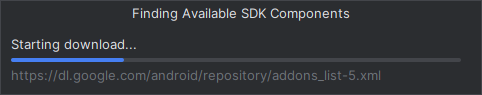 Finding Available SDK Components
Starting download...
https://dl.google.com/android/repository/addons_list-5.xml